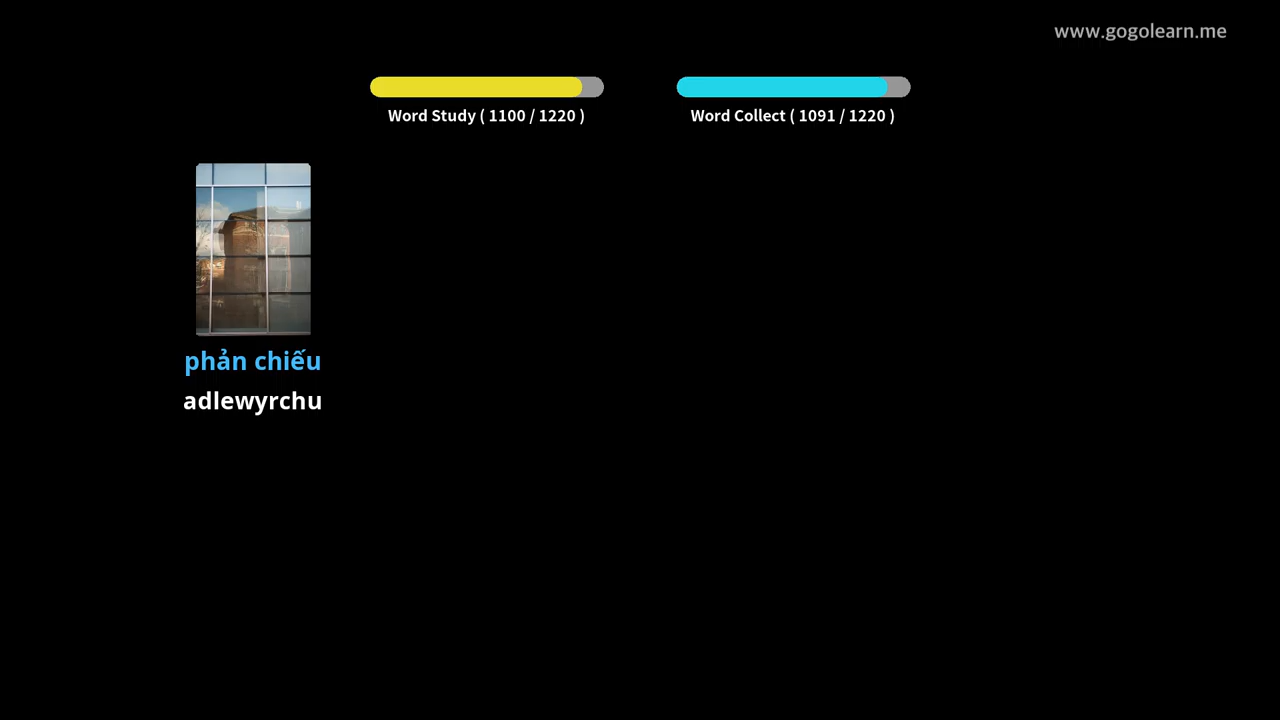 www.gogolearn.me
Word Study ( 1100 / 1220 )
Word Collect ( 1091 / 1220 )
phản chiếu
adlewyrchu